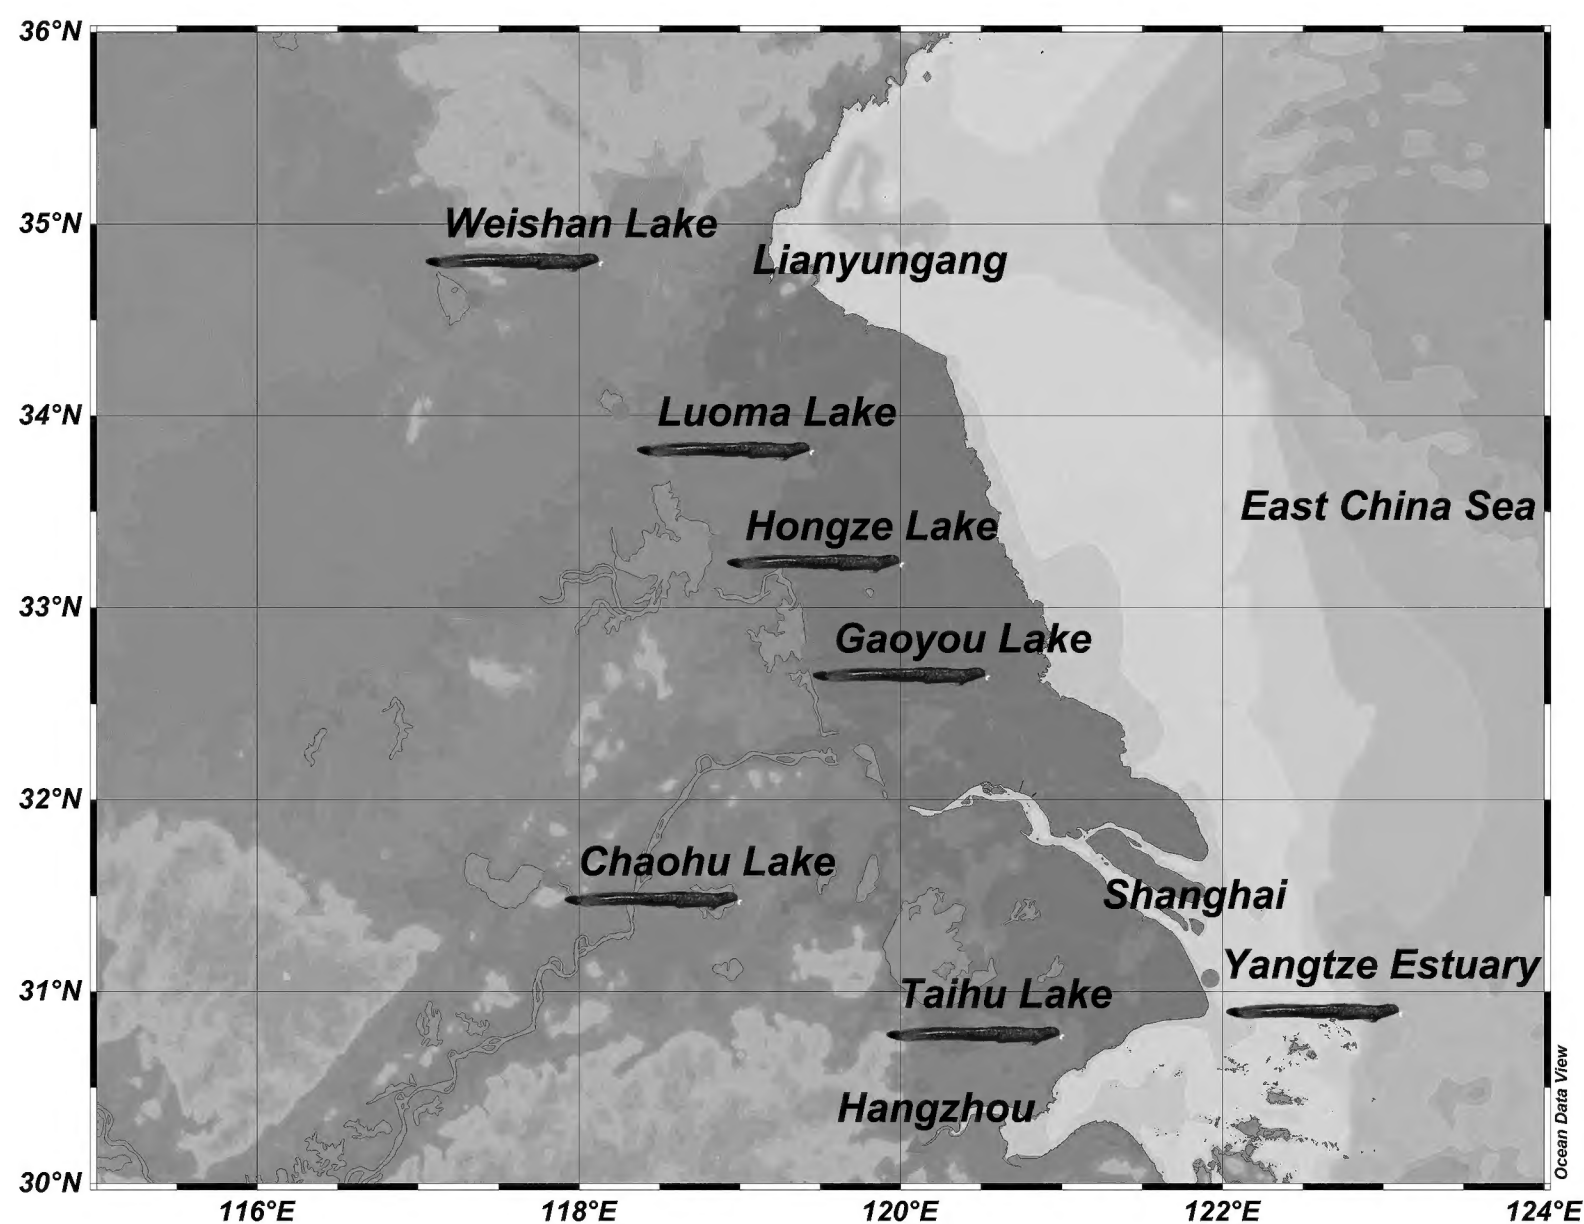 36°N
35°N
Weishan Lake
Lianyungang
34°N
Luoma Lake
East China Sea
Hongze Lake
33°N
Gaoyou Lake
32°N
Chaohu Lake
Shanghai
Yangtze Estuary
31°N
Taihu Lake
Hangzhou
Ocean Data View
30°N
116°E
118°E
120°E
122°E
124°E